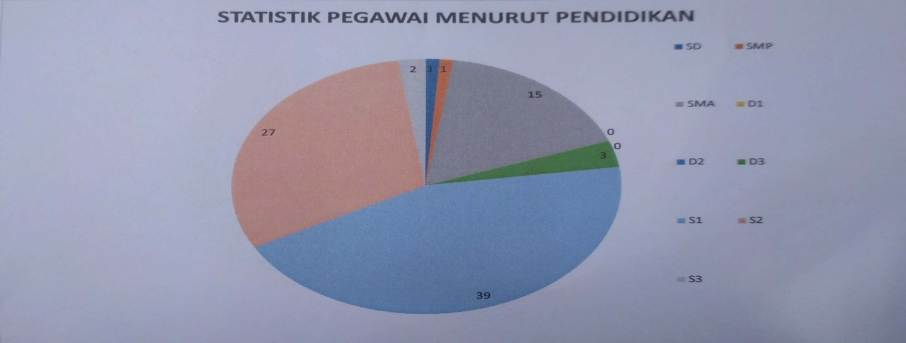 STATISTIK PEGAWAI MENURUT PENDIDIKAN
SD SMP
2 1 1
15
SMA D1
27
0
0
3
D2 D3
S1 S2
S3
39